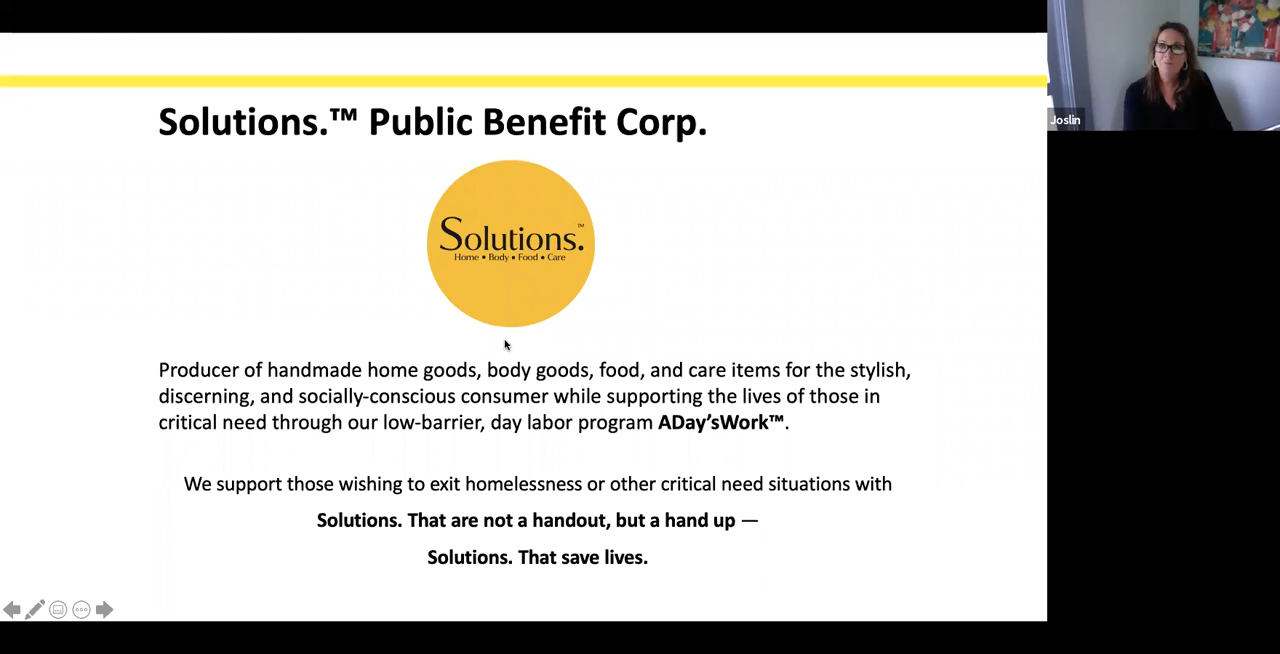 Solutions.™ Public Benefit Corp.
Solutions.™
Home • Body • Food • Care
Producer of handmade home goods, body goods, food, and care items for the stylish,
discerning, and socially-conscious consumer while supporting the lives of those in
critical need through our low-barrier, day labor program ADay’sWork™.
We support those wishing to exit homelessness or other critical need situations with
Solutions. That are not a handout, but a hand up —
Solutions. That save lives.
Joslin